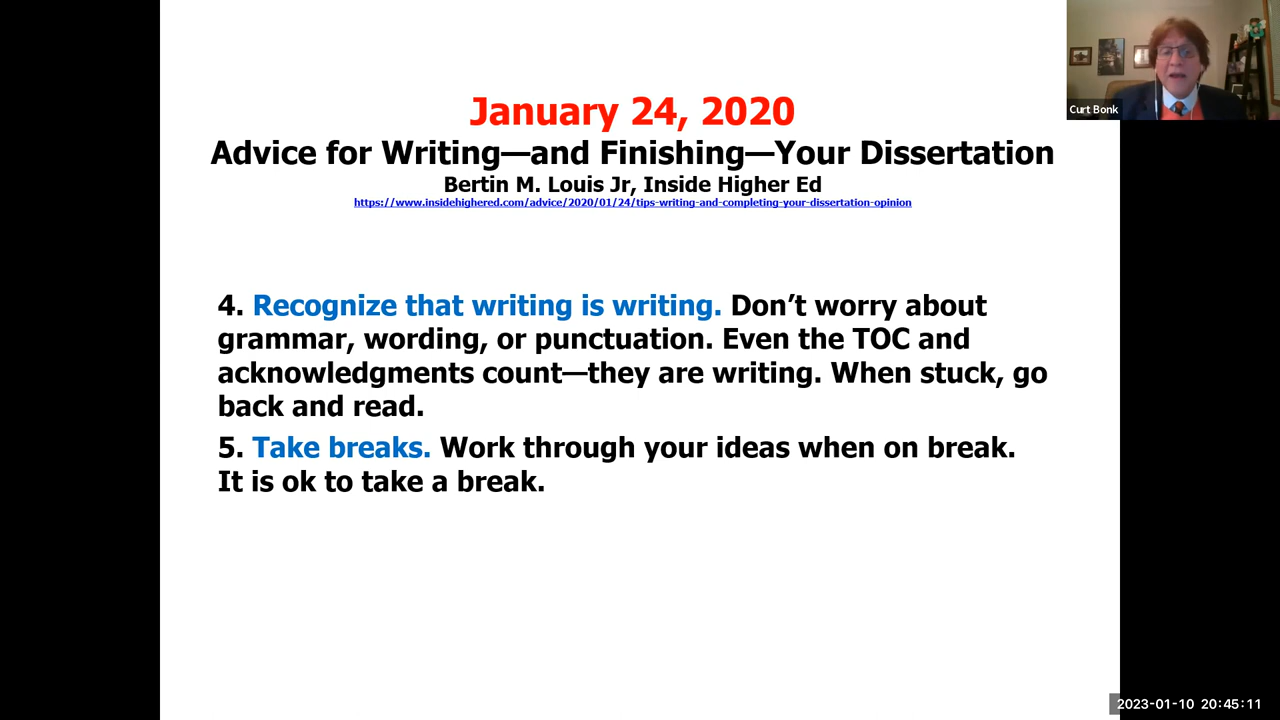 Curt Bonk
January 24, 2020
Advice for Writing—and Finishing—Your Dissertation
Bertin M. Louis Jr, Inside Higher Ed
https://www.insidehighered.com/advice/2020/01/24/tips-writing-and-completing-your-dissertation-opinion
4. Recognize that writing is writing. Don’t worry about
grammar, wording, or punctuation. Even the TOC and
acknowledgments count—they are writing. When stuck, go
back and read.
5. Take breaks. Work through your ideas when on break.
It is ok to take a break.
2023-01-10 20:45:11